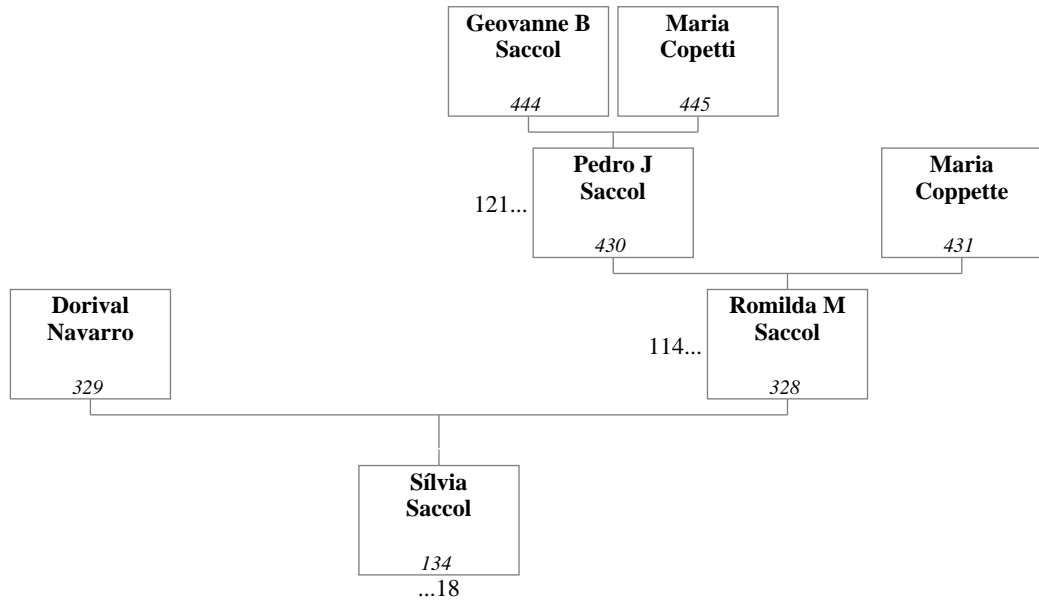 Geovanne B
Saccol
444
Maria
Copetti
445
Pedro J
Saccol
430
121...
Maria
Coppette
431
Dorival
Navarro
329
Romilda M
Saccol
328
114...
Sílvia
Saccol
134
...18